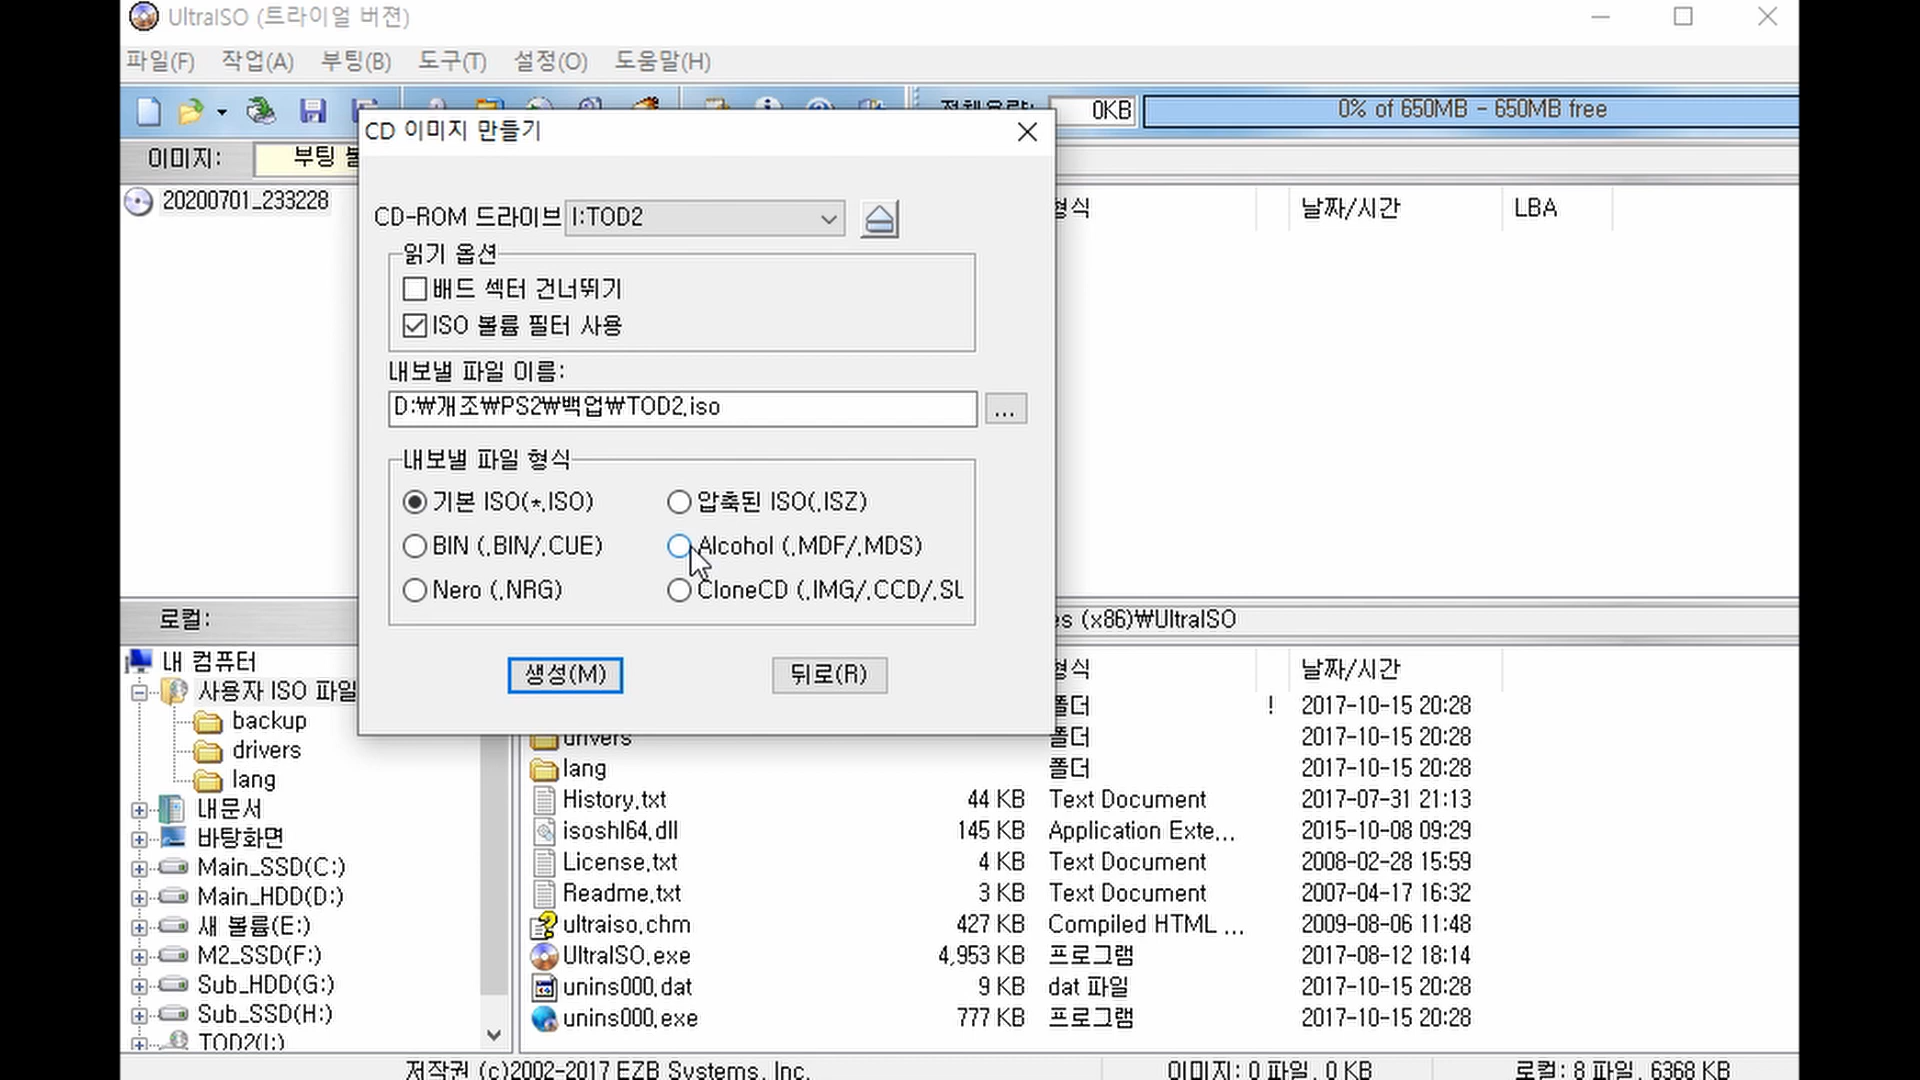 UltraISO (트라이얼 버젼)
파일(F) 작업(A) 부팅(B) 도구(T) 설정(O) 도움말(H)
전체용량: 0KB 0% of 650MB - 650MB free
CD 이미지 만들기
이미지: 부팅
20200701_233228
형식 날짜/시간 LBA
CD-ROM 드라이브 I:TOD2
읽기 옵션
배드 섹터 건너뛰기
ISO 볼륨 필터 사용
내보낼 파일 이름:
D:₩개조₩PS2₩백업₩TOD2.iso
...
내보낼 파일 형식
기본 ISO(*.ISO) 압축된 ISO(.ISZ)
BIN (.BIN/.CUE) Alcohol (.MDF/.MDS)
Nero (.NRG) CloneCD (.IMG/.CCD/.SU
생성(M) 뒤로(R)
로컬: es (x86)₩UltraISO
내 컴퓨터
사용자 ISO 파일
backup
drivers
lang
내문서
바탕화면
Main_SSD(C:)
Main_HDD(D:)
새 볼륨(E:)
M2_SSD(F:)
Sub_HDD(G:)
Sub_SSD(H:)
TOD2(I:)
형식 날짜/시간
폴더 ! 2017-10-15 20:28
drivers 폴더 2017-10-15 20:28
lang 폴더 2017-10-15 20:28
History.txt 44 KB Text Document 2017-07-31 21:13
isoshl64.dll 145 KB Application Exte... 2015-10-08 09:29
License.txt 4 KB Text Document 2008-02-28 15:59
Readme.txt 3 KB Text Document 2007-04-17 16:32
ultraiso.chm 427 KB Compiled HTML ... 2009-08-06 11:48
UltraISO.exe 4,953 KB 프로그램 2017-08-12 18:14
unins000.dat 9 KB dat 파일 2017-10-15 20:28
unins000.exe 777 KB 프로그램 2017-10-15 20:28
저작권 (c)2002-2017 EZB Systems, Inc. 이미지: 0 파일, 0 KB 로컬: 8 파일, 6368 KB